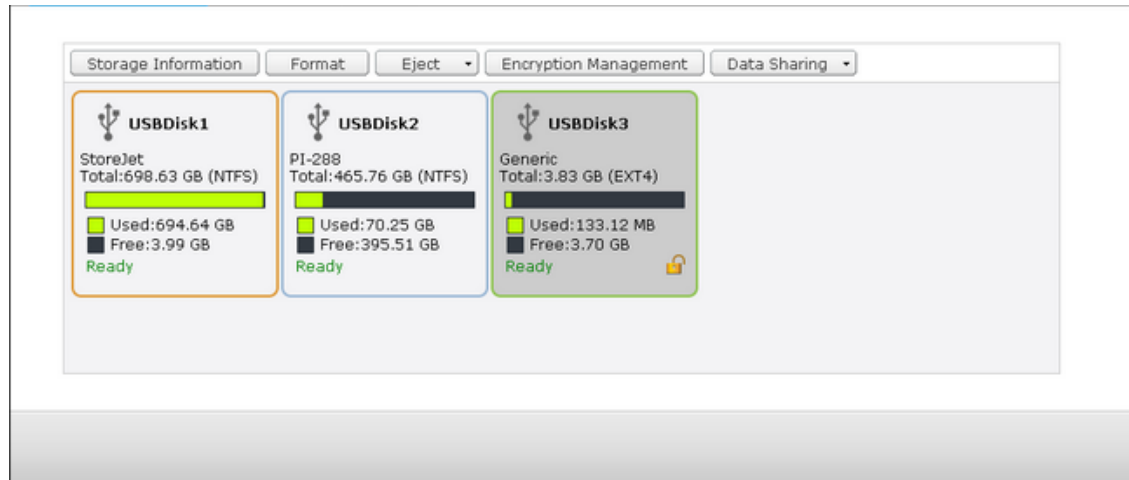 Storage Information Format Eject Encryption Management Data Sharing
USBDisk1
StoreJet
Total:698.63 GB (NTFS)
Used:694.64 GB
Free:3.99 GB
Ready
USBDisk2
PI-288
Total:465.76 GB (NTFS)
Used:70.25 GB
Free:395.51 GB
Ready
USBDisk3
Generic
Total:3.83 GB (EXT4)
Used:133.12 MB
Free:3.70 GB
Ready